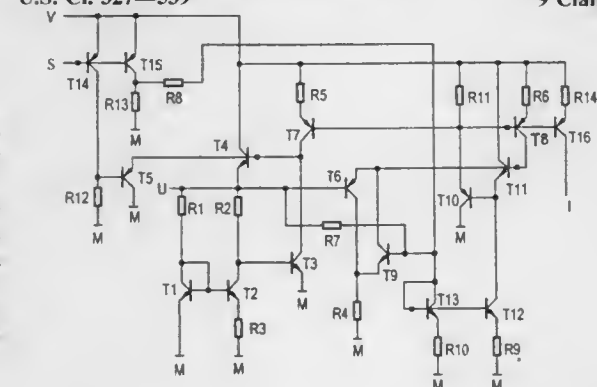 U.S. Cl. 327—539
9 Clai
V
S
T14
T15
R8
R13
M
R5
R11
R6
R14
T4
T7
T8
T16
T5
T6
T10
T11
R12
M
M
U
M
I
R1
R2
R7
T3
T9
T1
T2
M
T13
T12
R3
R4
R10
R9
M
M
M
M
M